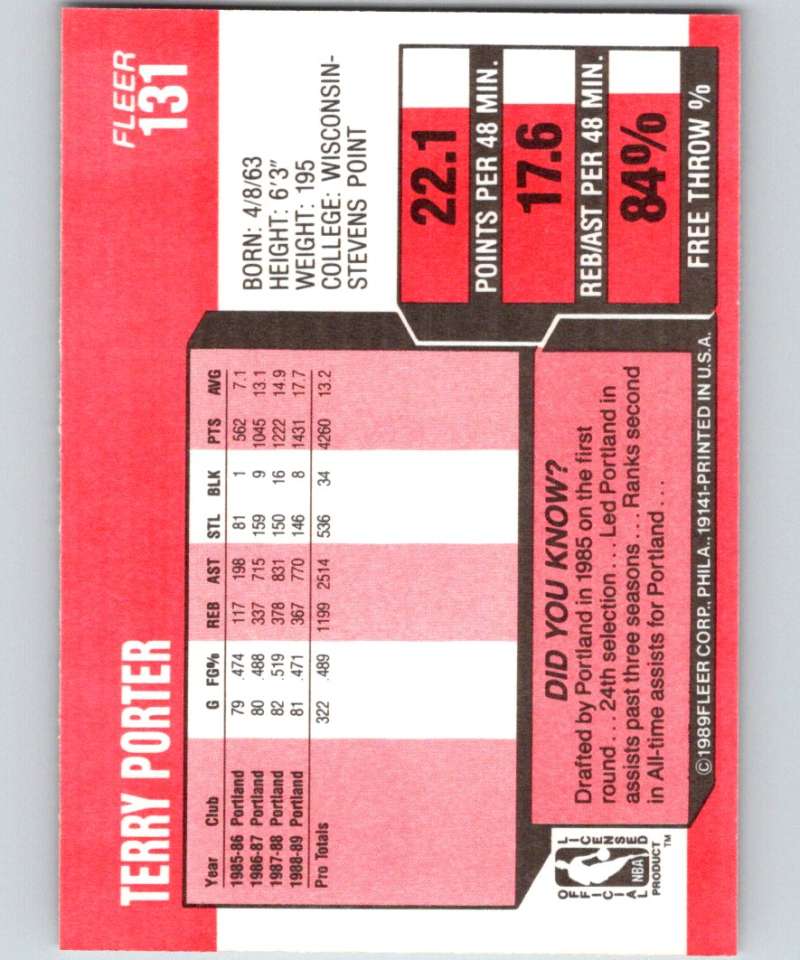 TERRY PORTER
FLEER
131
Year Club G FG% REB AST STL BLK PTS AVG
1985-86 Portland 79 .474 117 198 81 1 562 7.1
1986-87 Portland 80 .488 337 715 159 9 1045 13.1
1987-88 Portland 82 .519 378 831 150 16 1222 14.9
1988-89 Portland 81 .471 367 770 146 8 1431 17.7
Pro Totals 322 .489 1199 2514 536 34 4260 13.2
BORN: 4/8/63
HEIGHT: 6'3"
WEIGHT: 195
COLLEGE: WISCONSIN-
STEVENS POINT
22.1
POINTS PER 48 MIN.
17.6
REB/AST PER 48 MIN.
84%
FREE THROW %
DID YOU KNOW?
Drafted by Portland in 1985 on the first
round . . . 24th selection . . . Led Portland in
assists past three seasons . . . Ranks second
in All-time assists for Portland . . .
OFFICIAL LICENSED
NBA
PRODUCT™
©1989FLEER CORP., PHILA., 19141-PRINTED IN U.S.A.